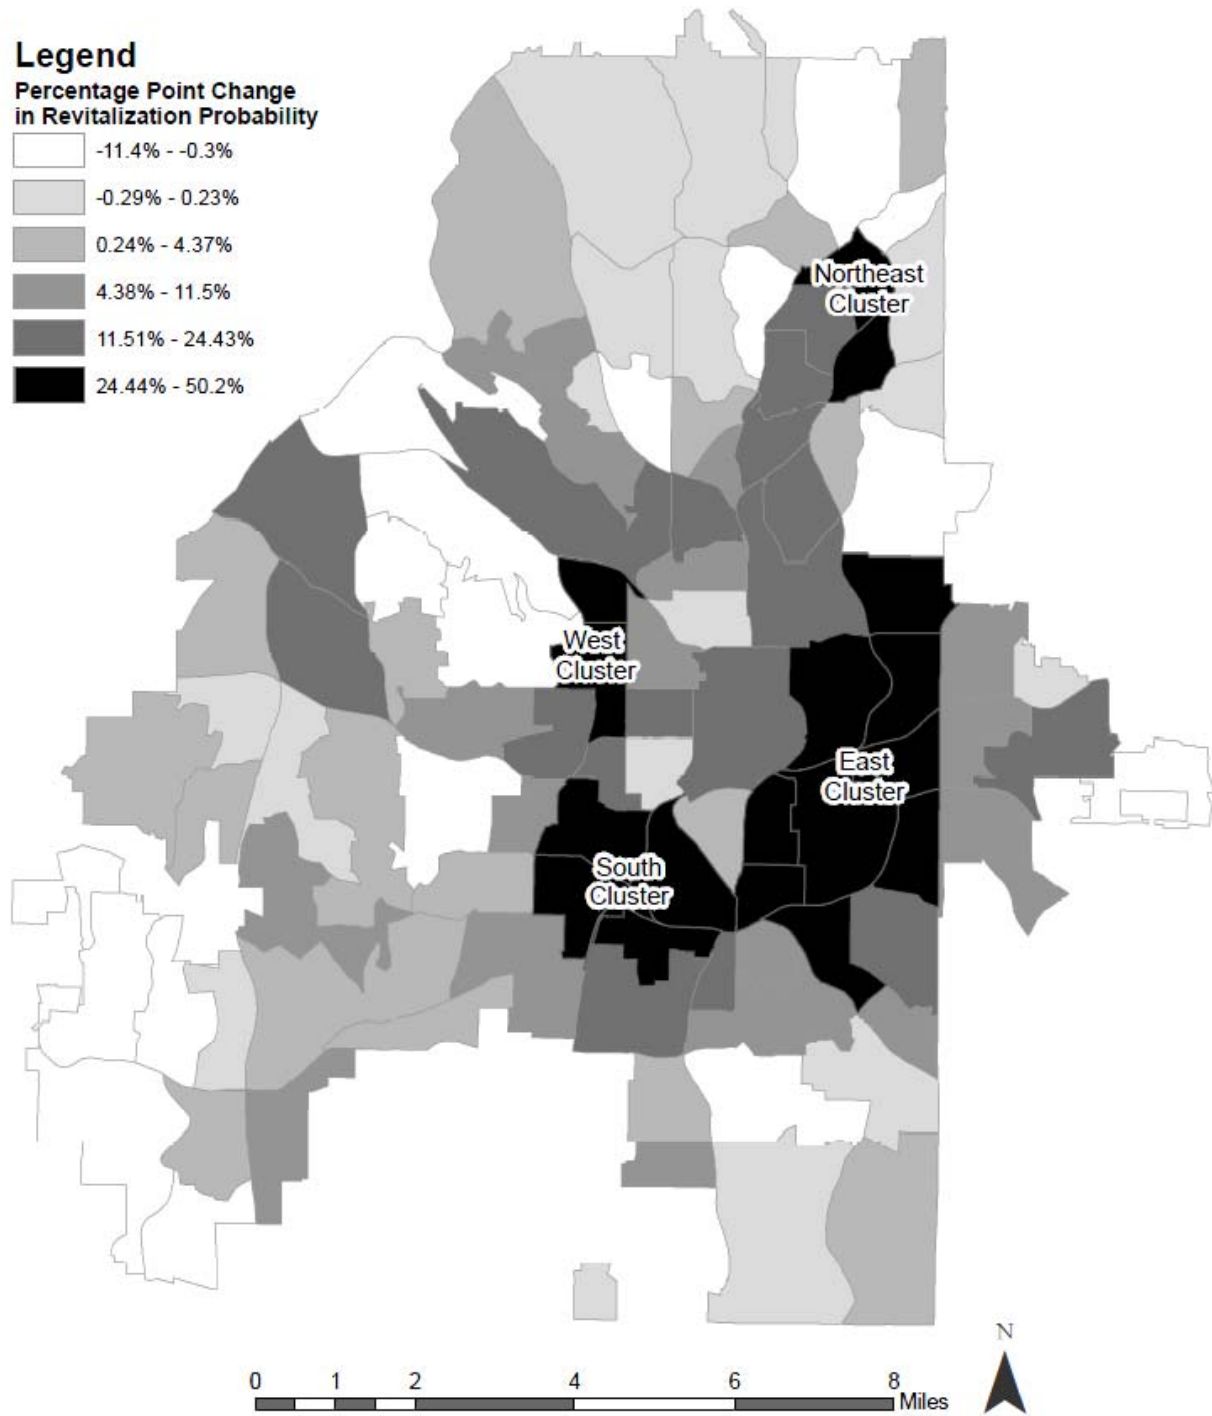 Legend
Percentage Point Change
in Revitalization Probability
-11.4% - -0.3%
-0.29% - 0.23%
0.24% - 4.37%
4.38% - 11.5%
11.51% - 24.43%
24.44% - 50.2%
Northeast
Cluster
West
Cluster
East
Cluster
South
Cluster
N
0 1 2 4 6 8
Miles